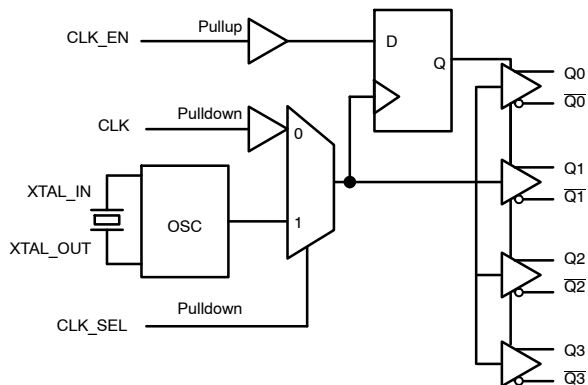 CLK_EN
Pullup
D
Q
Q0
Q0
CLK
Pulldown
0
XTAL_IN
XTAL_OUT
OSC
1
Q1
Q1
CLK_SEL
Pulldown
Q2
Q2
Q3
Q3